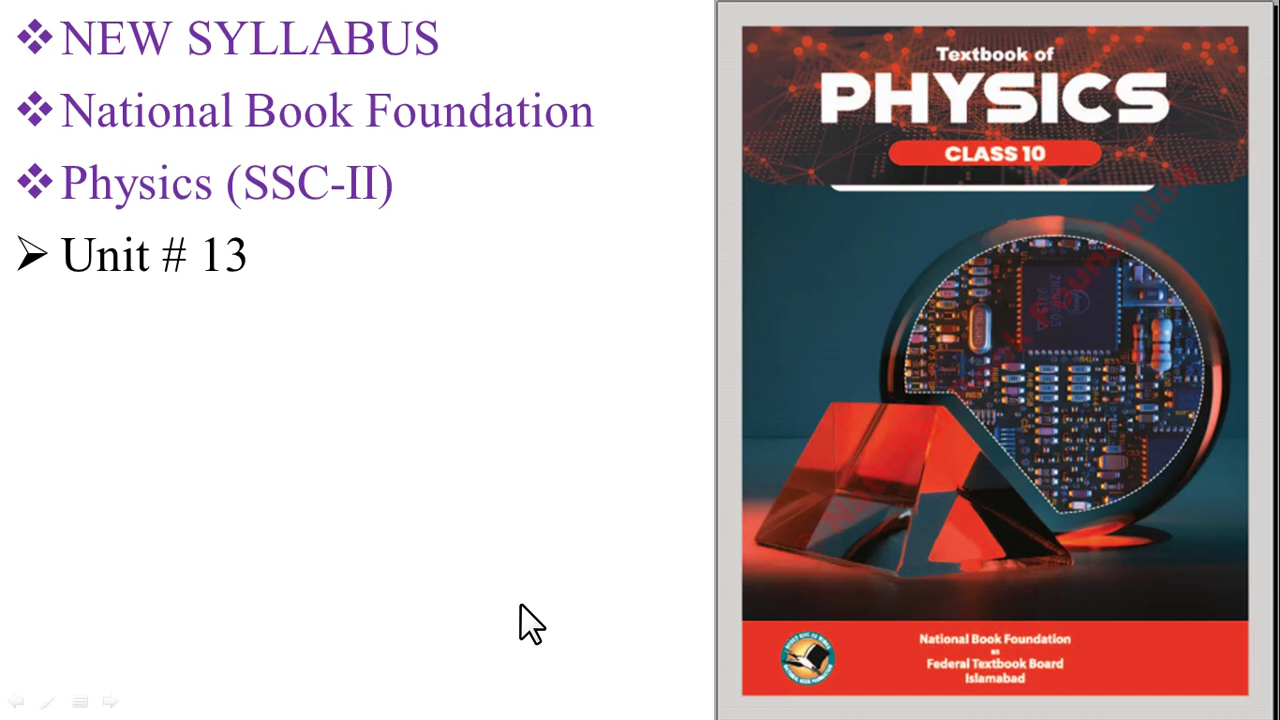 NEW SYLLABUS
National Book Foundation
Physics (SSC-II)
Unit # 13
Textbook of
PHYSICS
CLASS 10
National Book Foundation
as
Federal Textbook Board
Islamabad